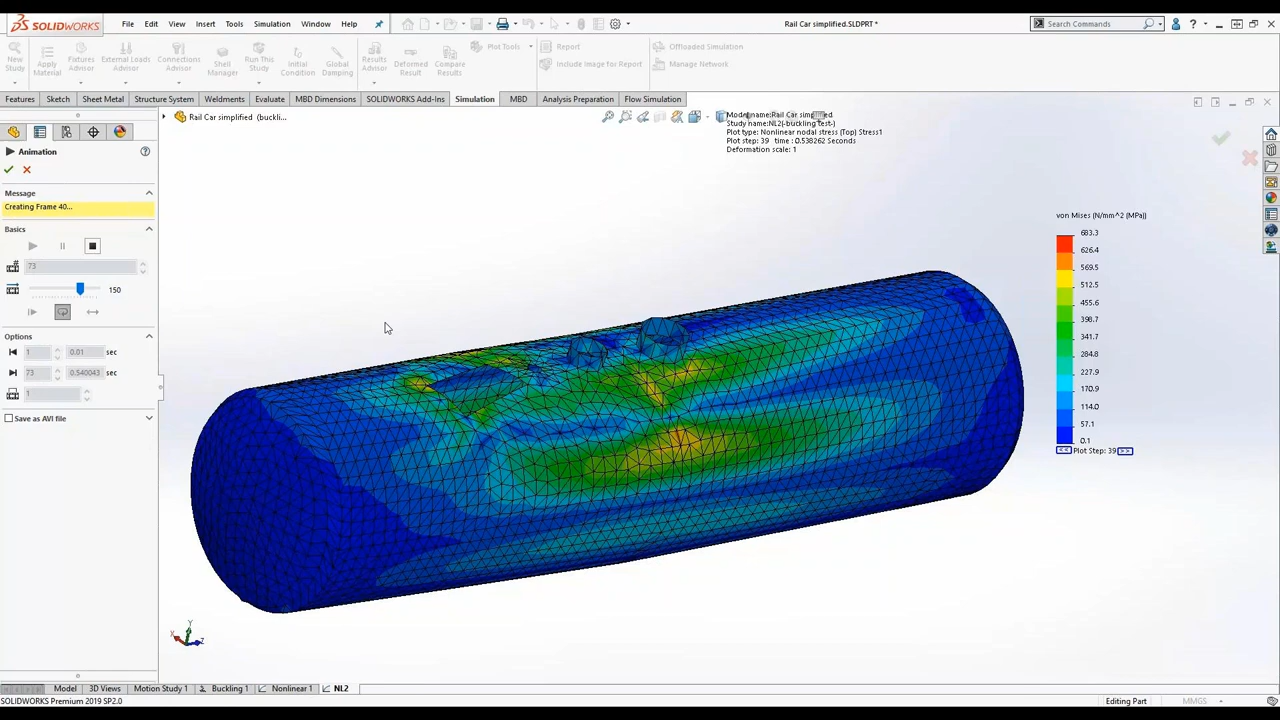 SOLIDWORKS File Edit View Insert Tools Simulation Window Help Rail Car simplified.SLDPRT * Search Commands
New Study
Apply Material
Fixtures Advisor
External Loads Advisor
Connections Advisor
Shell Manager
Run This Study
Initial Condition
Global Damping
Results Advisor
Deformed Result
Compare Results
Plot Tools
Report
Include Image for Report
Offloaded Simulation
Manage Network
Features Sketch Sheet Metal Structure System Weldments Evaluate MBD Dimensions SOLIDWORKS Add-Ins Simulation MBD Analysis Preparation Flow Simulation
Rail Car simplified (buckli...
Model name:Rail Car simplified
Study name:NL2(-buckling test-)
Plot type: Nonlinear nodal stress (Top) Stress1
Plot step: 39 time : 0.538262 Seconds
Deformation scale: 1
Animation
Message
Creating Frame 40...
Basics
73
150
Options
1 0.01 sec
73 0.540043 sec
1
Save as AVI file
von Mises (N/mm^2 (MPa))
683.3
626.4
569.5
512.5
455.6
398.7
341.7
284.8
227.8
170.9
114.0
57.1
0.1
<< Plot Step: 39 >>
Y
X
Z
Model 3D Views Motion Study 1 Buckling 1 Nonlinear 1 NL2
SOLIDWORKS Premium 2019 SP2.0 Editing Part MMGS